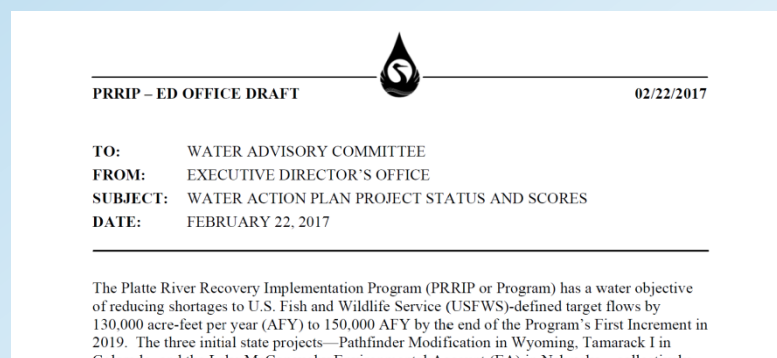 PRRIP – ED OFFICE DRAFT 02/22/2017
TO: WATER ADVISORY COMMITTEE
FROM: EXECUTIVE DIRECTOR'S OFFICE
SUBJECT: WATER ACTION PLAN PROJECT STATUS AND SCORES
DATE: FEBRUARY 22, 2017
The Platte River Recovery Implementation Program (PRRIP or Program) has a water objective
of reducing shortages to U.S. Fish and Wildlife Service (USFWS)-defined target flows by
130,000 acre-feet per year (AFY) to 150,000 AFY by the end of the Program's First Increment in
2019. The three initial state projects—Pathfinder Modification in Wyoming, Tamarack I in